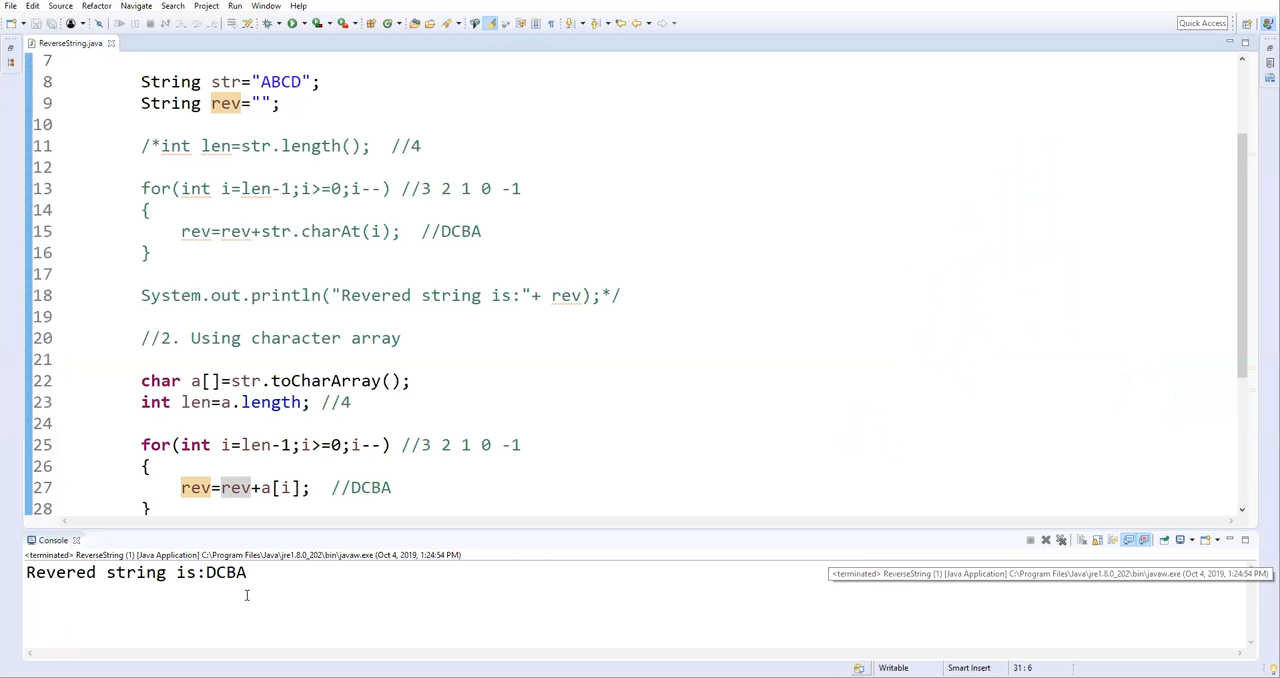 File Edit Source Refactor Navigate Search Project Run Window Help
Quick Access
ReverseString.java
7
8 String str="ABCD";
9 String rev="";
10
11 /*int len=str.length(); //4
12
13 for(int i=len-1;i>=0;i--) //3 2 1 0 -1
14 {
15 rev=rev+str.charAt(i); //DCBA
16 }
17
18 System.out.println("Revered string is:"+ rev);*/
19
20 //2. Using character array
21
22 char a[]=str.toCharArray();
23 int len=a.length; //4
24
25 for(int i=len-1;i>=0;i--) //3 2 1 0 -1
26 {
27 rev=rev+a[i]; //DCBA
28 }
Console
<terminated> ReverseString (1) [Java Application] C:\Program Files\Java\jre1.8.0_202\bin\javaw.exe (Oct 4, 2019, 1:24:54 PM)
Revered string is:DCBA
<terminated> ReverseString (1) [Java Application] C:\Program Files\Java\jre1.8.0_202\bin\javaw.exe (Oct 4, 2019, 1:24:54 PM)
Writable Smart Insert 31 : 6